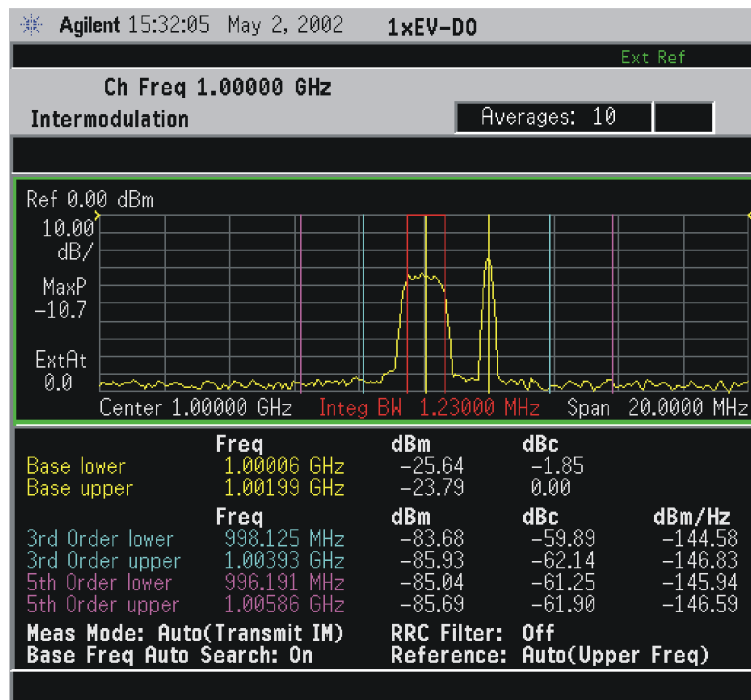 Agilent 15:32:05 May 2, 2002 1xEV-DO
Ext Ref
Ch Freq 1.00000 GHz
Intermodulation Averages: 10
Ref 0.00 dBm
10.00
dB/
MaxP
-10.7
ExtAt
0.0
Center 1.00000 GHz Integ BW 1.23000 MHz Span 20.0000 MHz
Freq dBm dBc
Base lower 1.00006 GHz -25.64 -1.85
Base upper 1.00199 GHz -23.79 0.00
Freq dBm dBc dBm/Hz
3rd Order lower 998.125 MHz -83.68 -59.89 -144.58
3rd Order upper 1.00393 GHz -85.93 -62.14 -146.83
5th Order lower 996.191 MHz -85.04 -61.25 -145.94
5th Order upper 1.00586 GHz -85.69 -61.90 -146.59
Meas Mode: Auto(Transmit IM) RRC Filter: Off
Base Freq Auto Search: On Reference: Auto(Upper Freq)